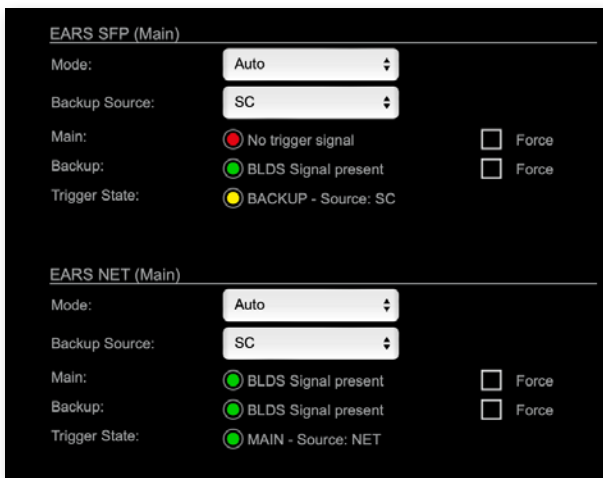 EARS SFP (Main)
Mode: Auto
Backup Source: SC
Main: No trigger signal Force
Backup: BLDS Signal present Force
Trigger State: BACKUP - Source: SC
EARS NET (Main)
Mode: Auto
Backup Source: SC
Main: BLDS Signal present Force
Backup: BLDS Signal present Force
Trigger State: MAIN - Source: NET